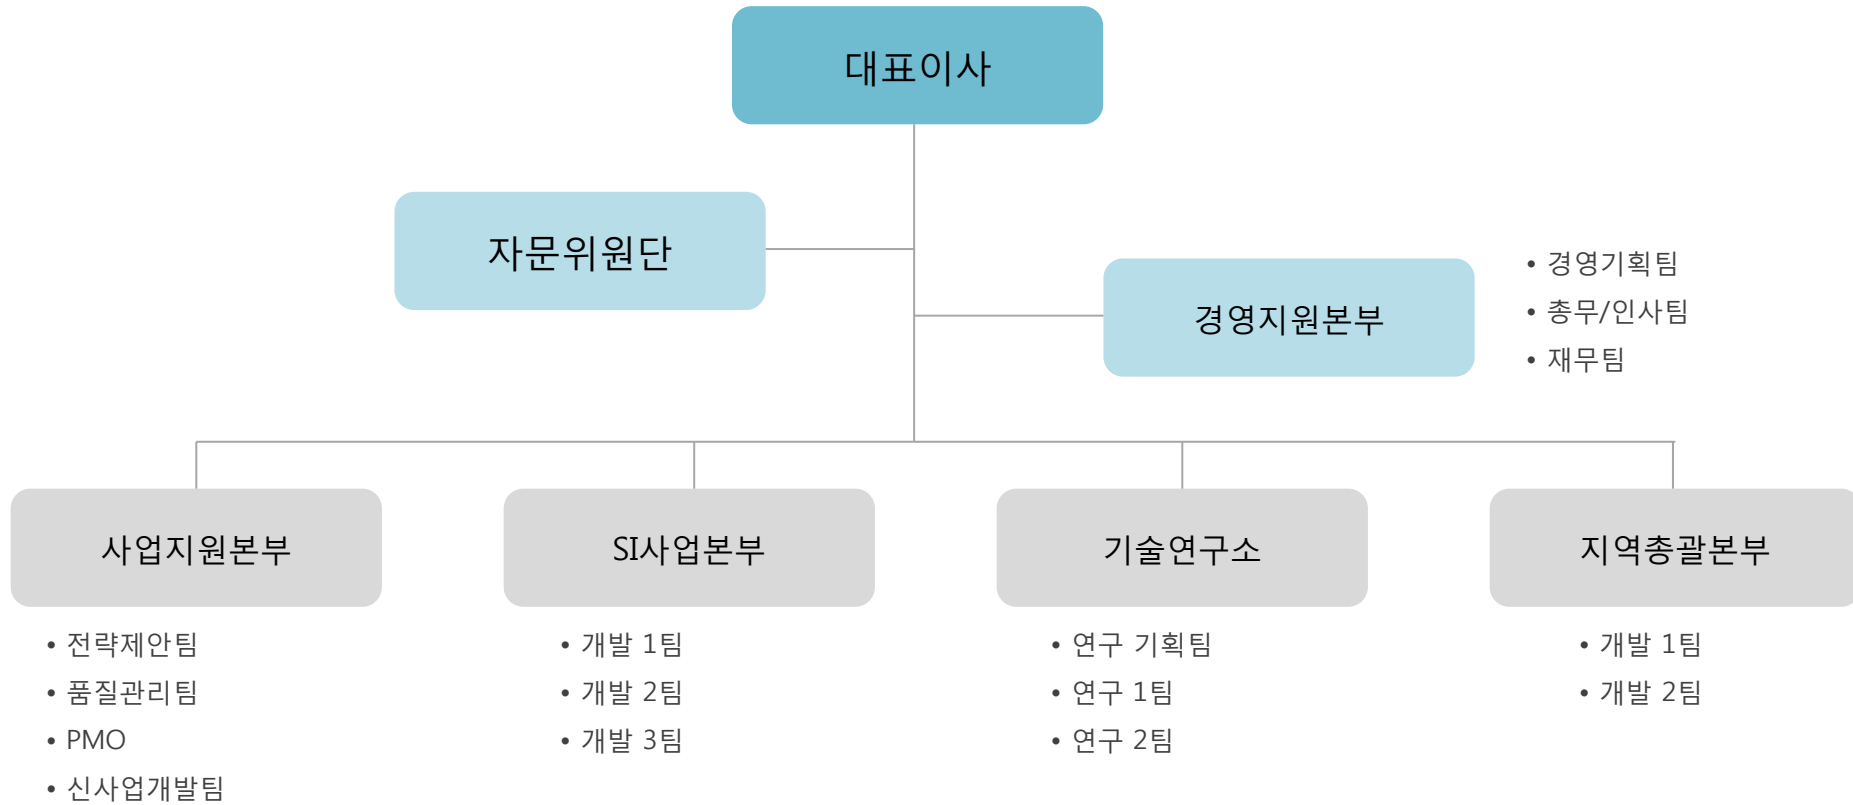 대표이사
자문위원단
경영지원본부
• 경영기획팀
• 총무/인사팀
• 재무팀
사업지원본부
• 전략제안팀
• 품질관리팀
• PMO
• 신사업개발팀
SI사업본부
• 개발 1팀
• 개발 2팀
• 개발 3팀
기술연구소
• 연구 기획팀
• 연구 1팀
• 연구 2팀
지역총괄본부
• 개발 1팀
• 개발 2팀